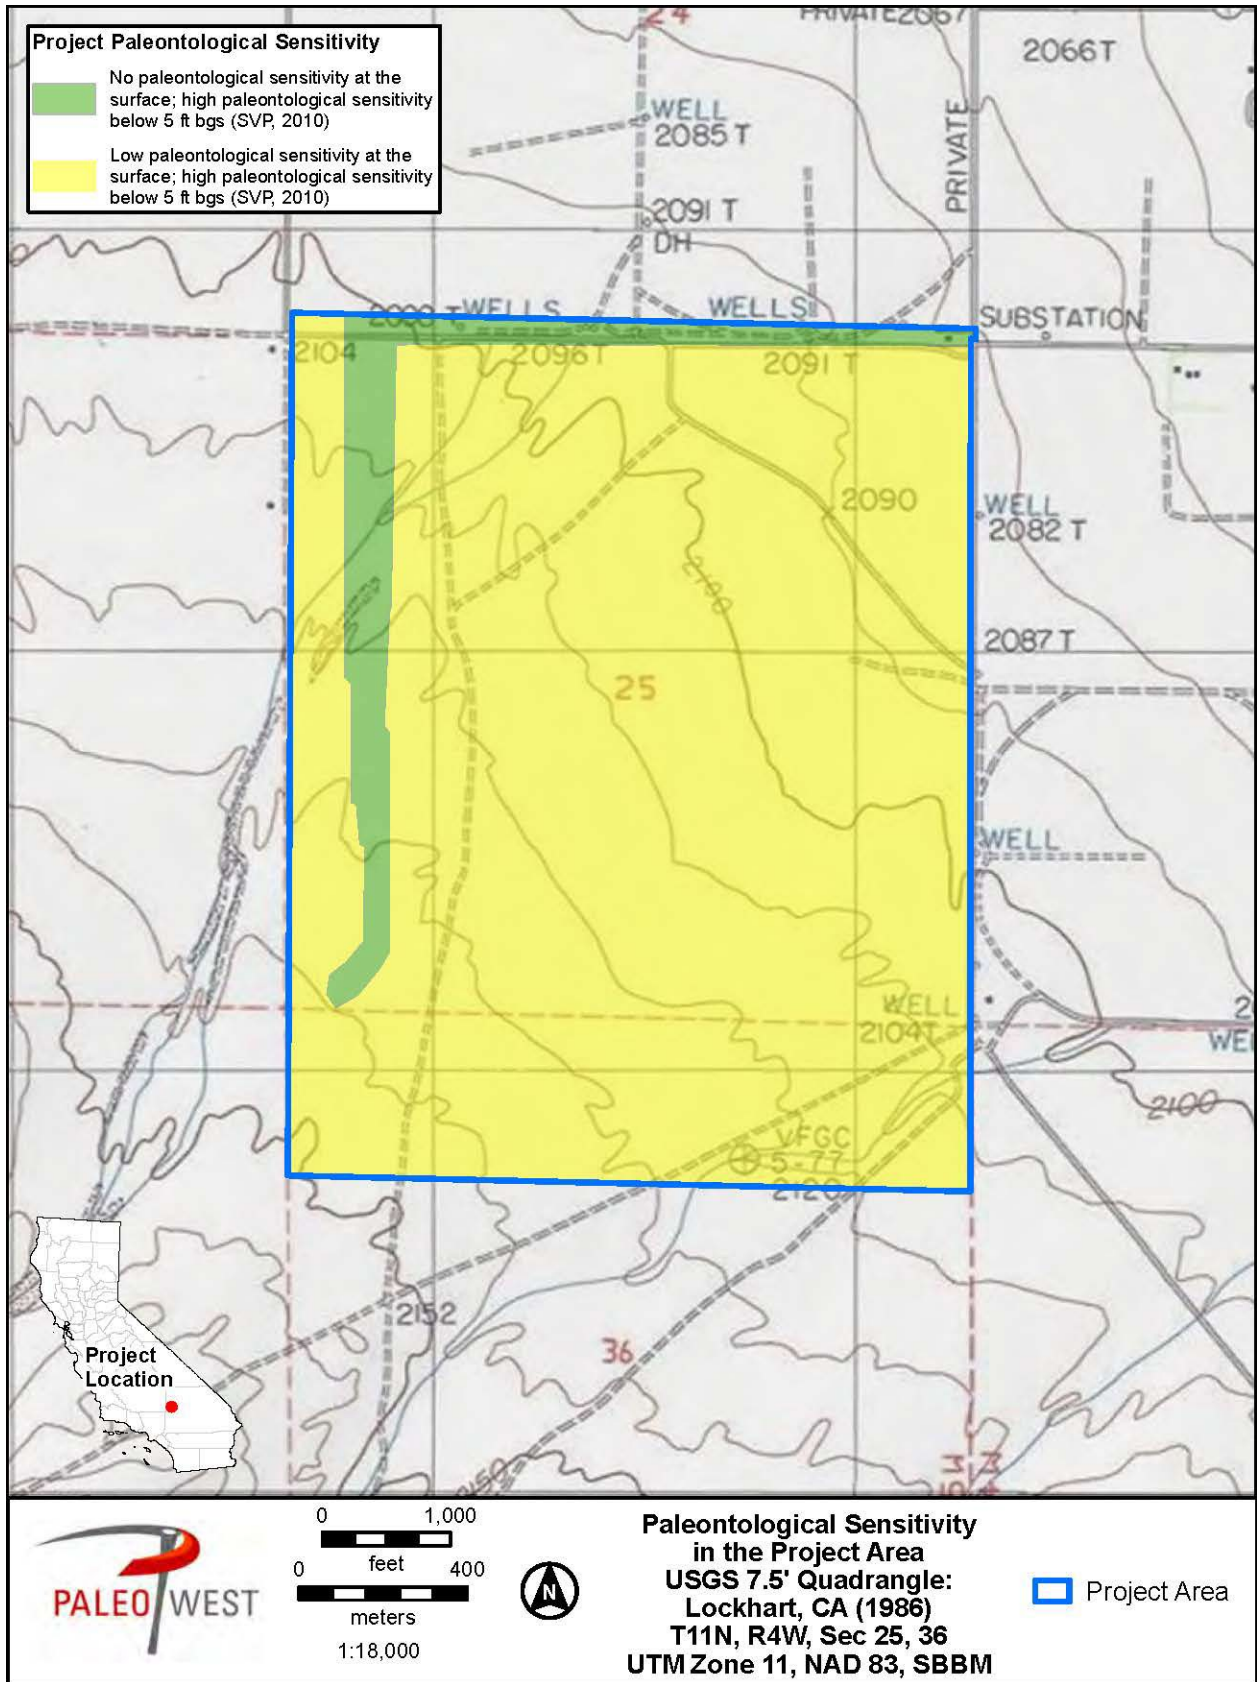 Project Paleontological Sensitivity
No paleontological sensitivity at the
surface; high paleontological sensitivity
below 5 ft bgs (SVP, 2010)
Low paleontological sensitivity at the
surface; high paleontological sensitivity
below 5 ft bgs (SVP, 2010)
24
PRIVATE
2067
2066 T
WELL
2085 T
PRIVATE
2091 T
DH
WELLS
WELLS
SUBSTATION
2104
2096T
2091 T
2090
WELL
2082 T
2100
2087 T
25
WELL
WELL
2104T
2100
VFGC
5-77
2120
2152
36
Project
Location
PALEO WEST
0 1,000
feet
0 400
meters
1:18,000
N
Paleontological Sensitivity
in the Project Area
USGS 7.5' Quadrangle:
Lockhart, CA (1986)
T11N, R4W, Sec 25, 36
UTM Zone 11, NAD 83, SBBM
Project Area